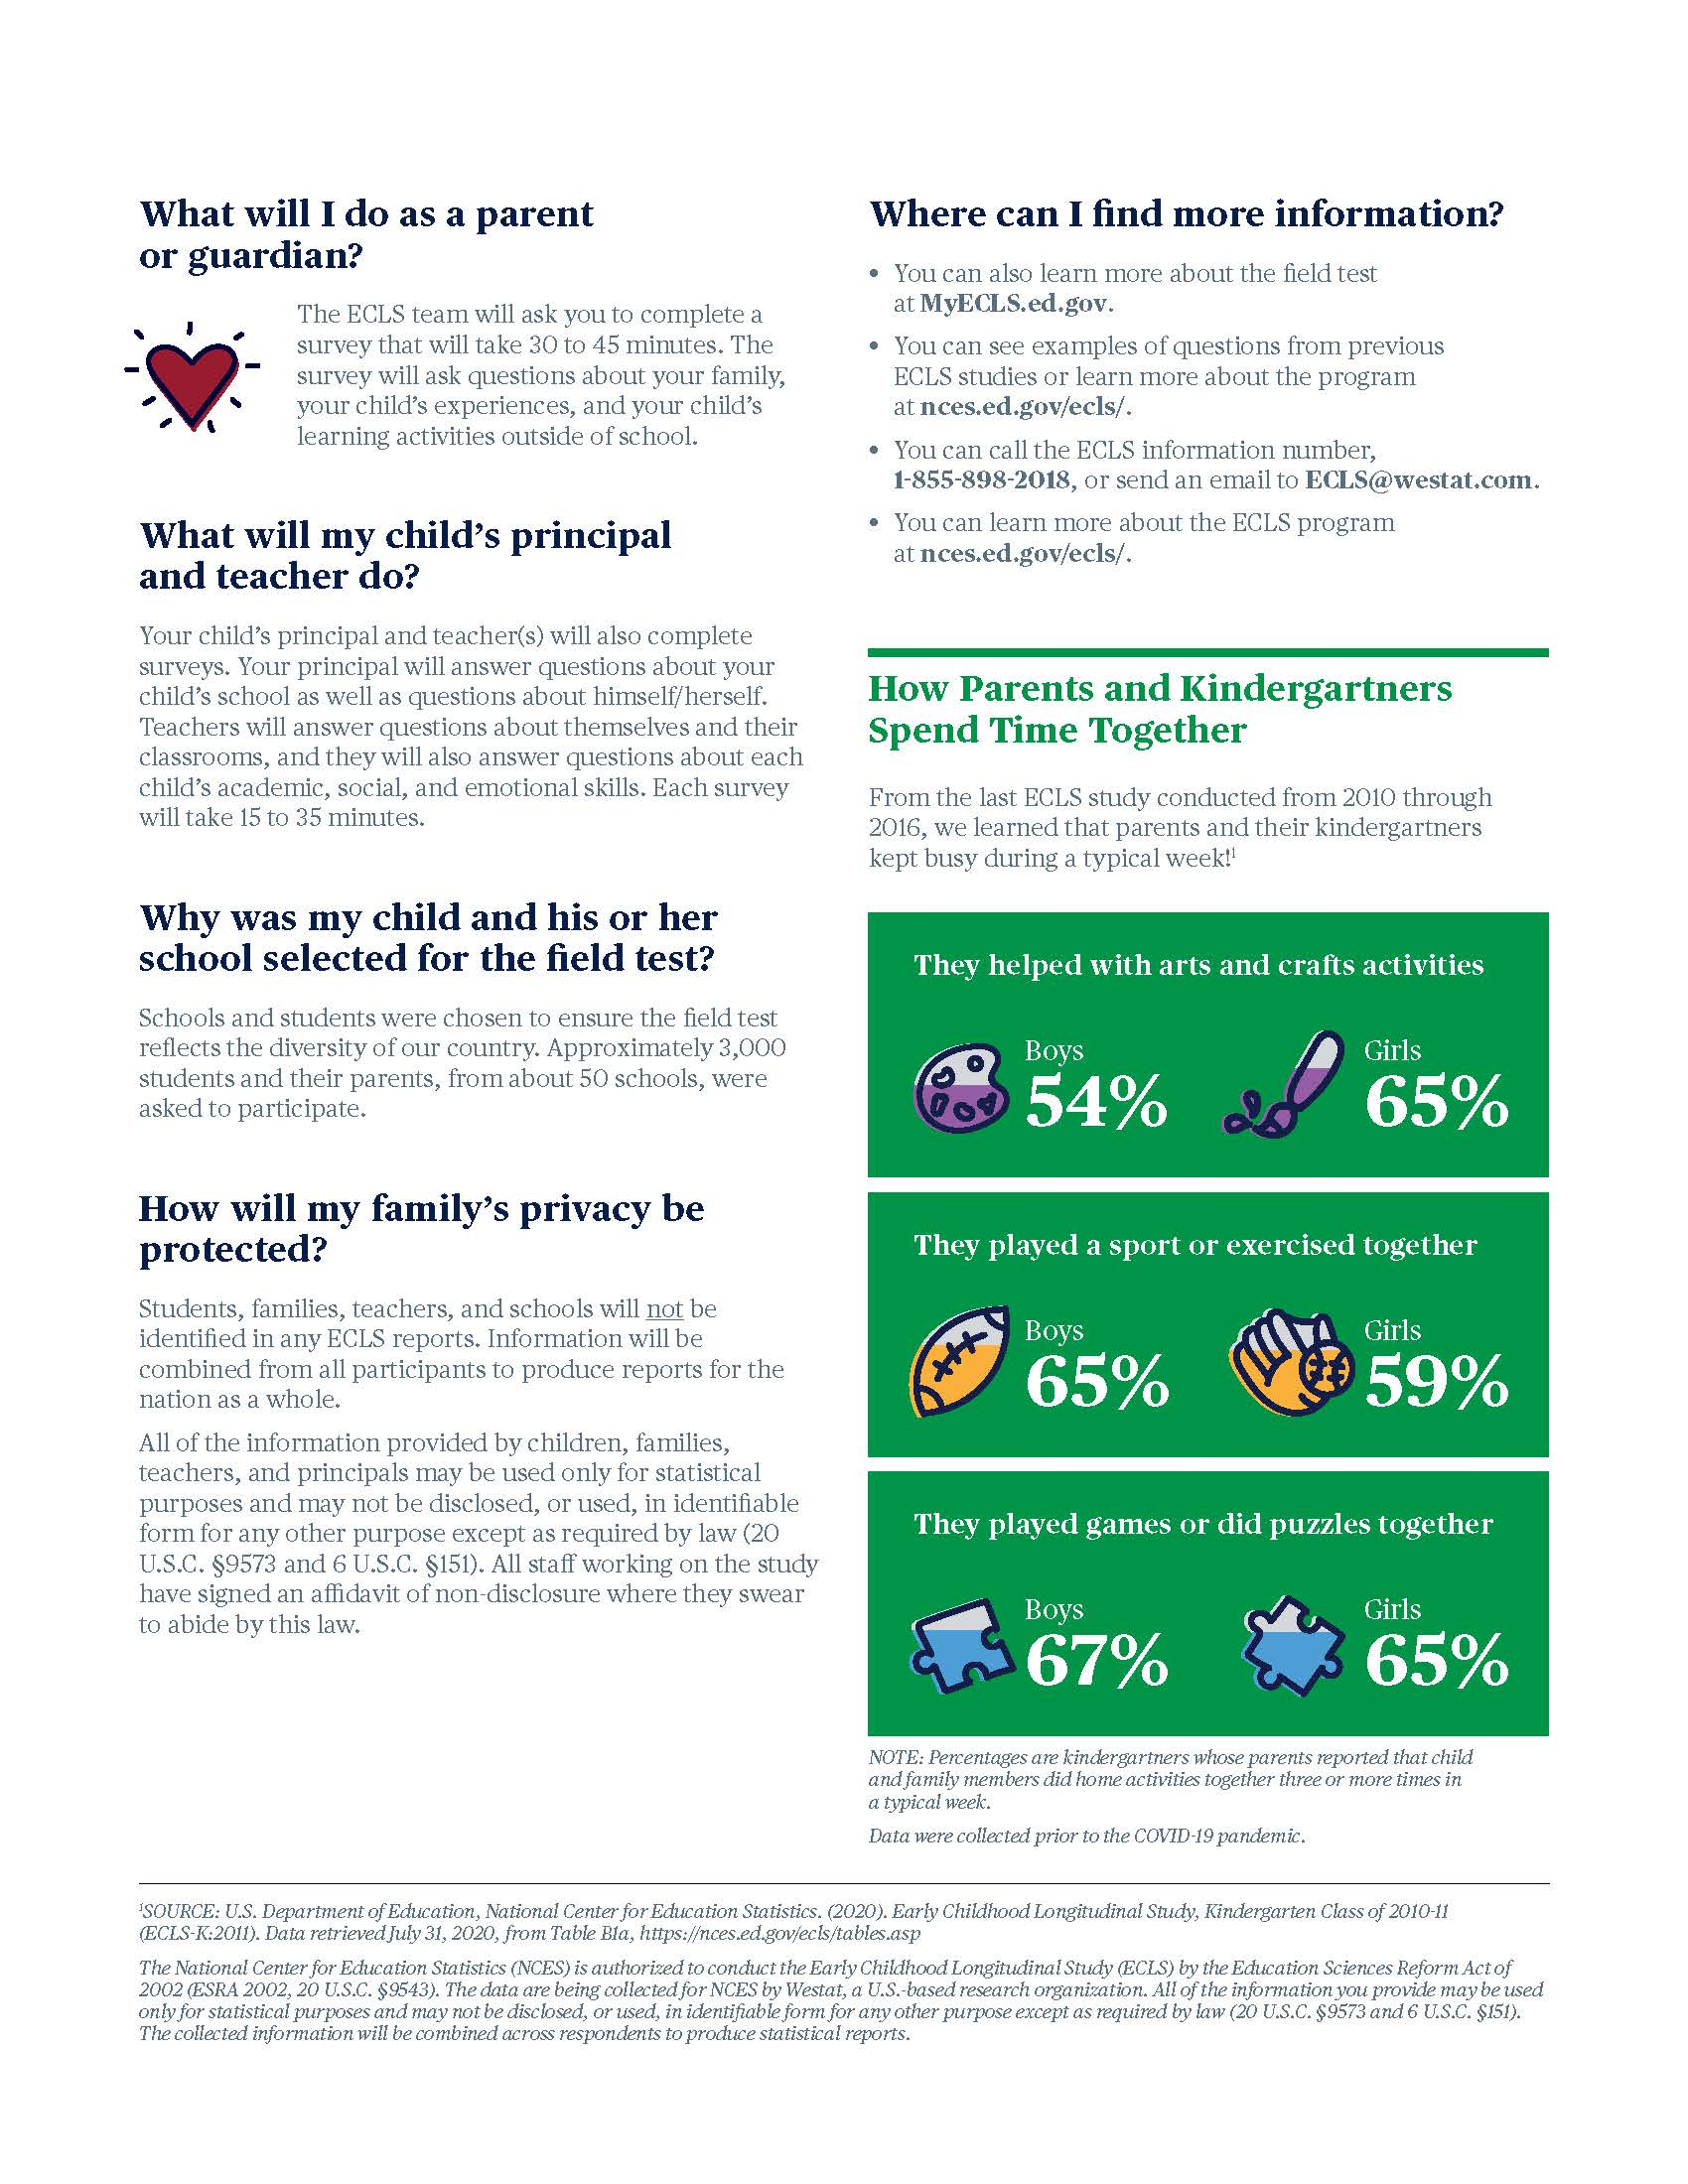 What will I do as a parent
or guardian?
The ECLS team will ask you to complete a
survey that will take 30 to 45 minutes. The
survey will ask questions about your family,
your child’s experiences, and your child’s
learning activities outside of school.
What will my child’s principal
and teacher do?
Your child’s principal and teacher(s) will also complete
surveys. Your principal will answer questions about your
child’s school as well as questions about himself/herself.
Teachers will answer questions about themselves and their
classrooms, and they will also answer questions about each
child’s academic, social, and emotional skills. Each survey
will take 15 to 35 minutes.
Why was my child and his or her
school selected for the field test?
Schools and students were chosen to ensure the field test
reflects the diversity of our country. Approximately 3,000
students and their parents, from about 50 schools, were
asked to participate.
How will my family’s privacy be
protected?
Students, families, teachers, and schools will not be
identified in any ECLS reports. Information will be
combined from all participants to produce reports for the
nation as a whole.
All of the information provided by children, families,
teachers, and principals may be used only for statistical
purposes and may not be disclosed, or used, in identifiable
form for any other purpose except as required by law (20
U.S.C. §9573 and 6 U.S.C. §151). All staff working on the study
have signed an affidavit of non-disclosure where they swear
to abide by this law.
Where can I find more information?
• You can also learn more about the field test
at MyECLS.ed.gov.
• You can see examples of questions from previous
ECLS studies or learn more about the program
at nces.ed.gov/ecls/.
• You can call the ECLS information number,
1-855-898-2018, or send an email to ECLS@westat.com.
• You can learn more about the ECLS program
at nces.ed.gov/ecls/.
How Parents and Kindergartners
Spend Time Together
From the last ECLS study conducted from 2010 through
2016, we learned that parents and their kindergartners
kept busy during a typical week!¹
They helped with arts and crafts activities
Boys
54%
Girls
65%
They played a sport or exercised together
Boys
65%
Girls
59%
They played games or did puzzles together
Boys
67%
Girls
65%
NOTE: Percentages are kindergartners whose parents reported that child
and family members did home activities together three or more times in
a typical week.
Data were collected prior to the COVID-19 pandemic.
¹SOURCE: U.S. Department of Education, National Center for Education Statistics. (2020). Early Childhood Longitudinal Study, Kindergarten Class of 2010-11
(ECLS-K:2011). Data retrieved July 31, 2020, from Table B1a, https://nces.ed.gov/ecls/tables.asp
The National Center for Education Statistics (NCES) is authorized to conduct the Early Childhood Longitudinal Study (ECLS) by the Education Sciences Reform Act of
2002 (ESRA 2002, 20 U.S.C. §9543). The data are being collected for NCES by Westat, a U.S.-based research organization. All of the information you provide may be used
only for statistical purposes and may not be disclosed, or used, in identifiable form for any other purpose except as required by law (20 U.S.C. §9573 and 6 U.S.C. §151).
The collected information will be combined across respondents to produce statistical reports.